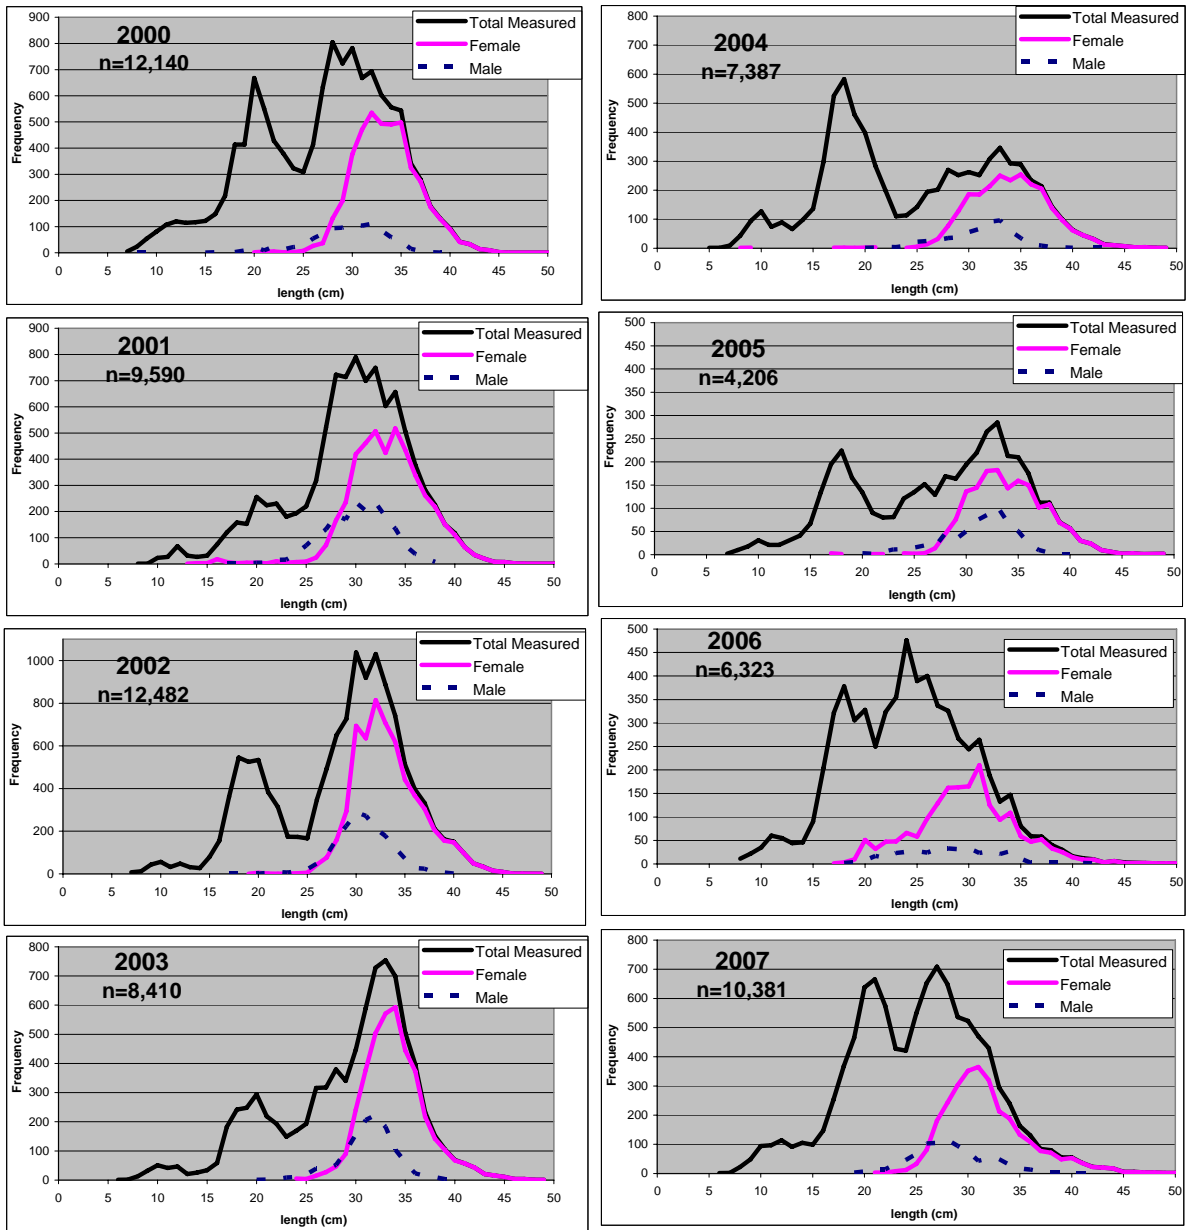 2000
n=12,140
Total Measured
Female
Male
Frequency
900
800
700
600
500
400
300
200
100
0
0 5 10 15 20 25 30 35 40 45 50
length (cm)
2004
n=7,387
Total Measured
Female
Male
Frequency
800
700
600
500
400
300
200
100
0
0 5 10 15 20 25 30 35 40 45 50
length (cm)
2001
n=9,590
Total Measured
Female
Male
Frequency
900
800
700
600
500
400
300
200
100
0
0 5 10 15 20 25 30 35 40 45 50
length (cm)
2005
n=4,206
Total Measured
Female
Male
Frequency
500
450
400
350
300
250
200
150
100
50
0
0 5 10 15 20 25 30 35 40 45 50
length (cm)
2002
n=12,482
Total Measured
Female
Male
Frequency
1000
800
600
400
200
0
0 5 10 15 20 25 30 35 40 45 50
length (cm)
2006
n=6,323
Total Measured
Female
Male
Frequency
500
450
400
350
300
250
200
150
100
50
0
0 5 10 15 20 25 30 35 40 45 50
length (cm)
2003
n=8,410
Total Measured
Female
Male
Frequency
800
700
600
500
400
300
200
100
0
0 5 10 15 20 25 30 35 40 45 50
length (cm)
2007
n=10,381
Total Measured
Female
Male
Frequency
800
700
600
500
400
300
200
100
0
0 5 10 15 20 25 30 35 40 45 50
length (cm)